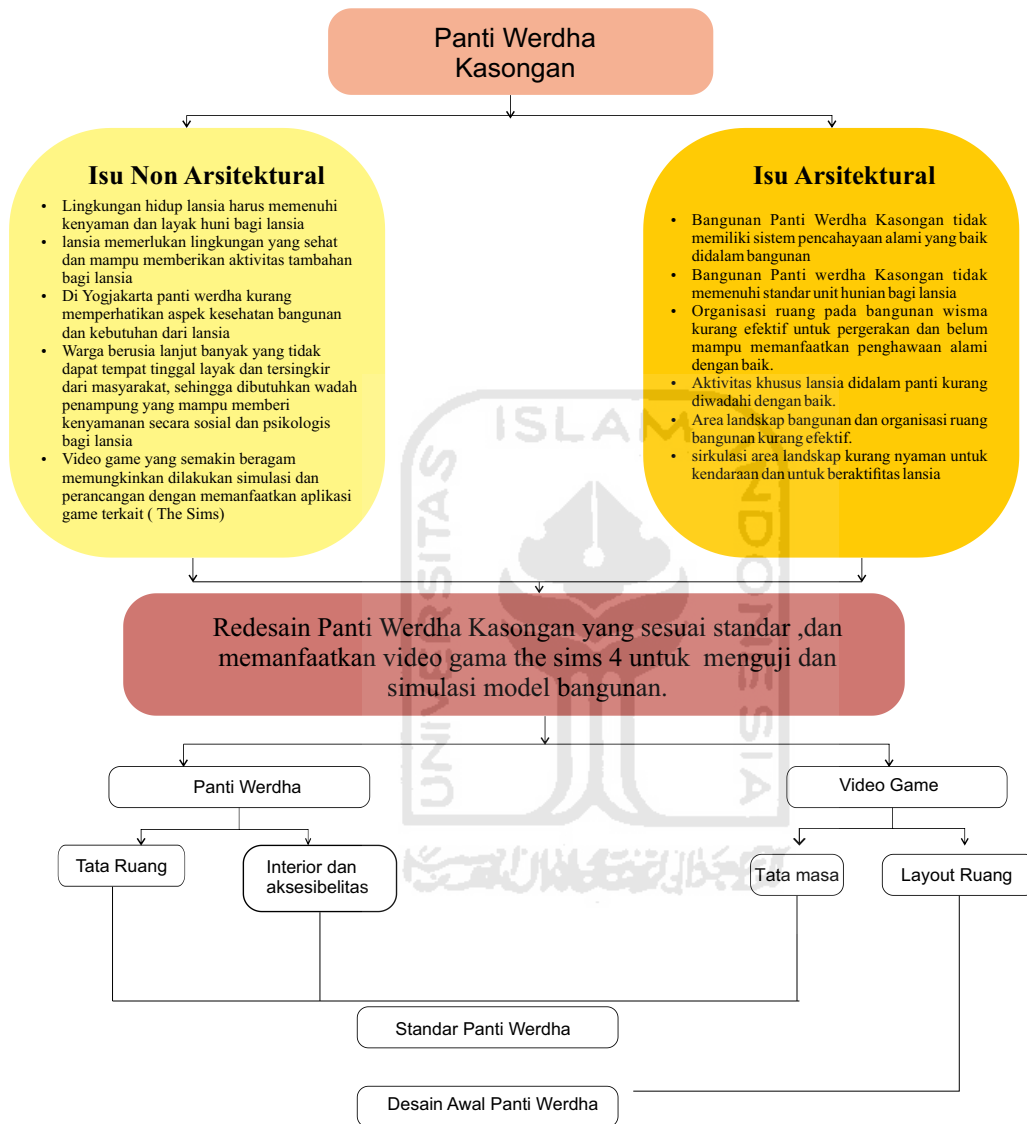 Panti Werdha
Kasongan
Isu Non Arsitektural
• Lingkungan hidup lansia harus memenuhi
kenyaman dan layak huni bagi lansia
• lansia memerlukan lingkungan yang sehat
dan mampu memberikan aktivitas tambahan
bagi lansia
• Di Yogjakarta panti werdha kurang
memperhatikan aspek kesehatan bangunan
dan kebutuhan dari lansia
• Warga berusia lanjut banyak yang tidak
dapat tempat tinggal layak dan tersingkir
dari masyarakat, sehingga dibutuhkan wadah
penampung yang mampu memberi
kenyamanan secara sosial dan psikologis
bagi lansia
• Video game yang semakin beragam
memungkinkan dilakukan simulasi dan
perancangan dengan memanfaatkan aplikasi
game terkait ( The Sims)
Isu Arsitektural
• Bangunan Panti Werdha Kasongan tidak
memiliki sistem pencahayaan alami yang baik
didalam bangunan
• Bangunan Panti werdha Kasongan tidak
memenuhi standar unit hunian bagi lansia
• Organisasi ruang pada bangunan wisma
kurang efektif untuk pergerakan dan belum
mampu memanfaatkan penghawaan alami
dengan baik.
• Aktivitas khusus lansia didalam panti kurang
diwadahi dengan baik.
• Area landskap bangunan dan organisasi ruang
bangunan kurang efektif.
• sirkulasi area landskap kurang nyaman untuk
kendaraan dan untuk beraktifitas lansia
UNIVERSITAS
ISLAM
INDONESIA
Redesain Panti Werdha Kasongan yang sesuai standar ,dan
memanfaatkan video gama the sims 4 untuk menguji dan
simulasi model bangunan.
Panti Werdha
Video Game
Tata Ruang
Interior dan
aksesibelitas
Tata masa
Layout Ruang
Standar Panti Werdha
Desain Awal Panti Werdha